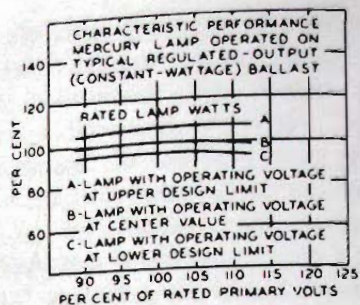 CHARACTERISTIC PERFORMANCE
MERCURY LAMP OPERATED ON
TYPICAL REGULATED-OUTPUT
(CONSTANT-WATTAGE) BALLAST
140
120
RATED LAMP WATTS
A
100
B
C
PER CENT
80
A-LAMP WITH OPERATING VOLTAGE
AT UPPER DESIGN LIMIT
B-LAMP WITH OPERATING VOLTAGE
AT CENTER VALUE
60
C-LAMP WITH OPERATING VOLTAGE
AT LOWER DESIGN LIMIT
90 95 100 105 110 115 120 125
PER CENT OF RATED PRIMARY VOLTS